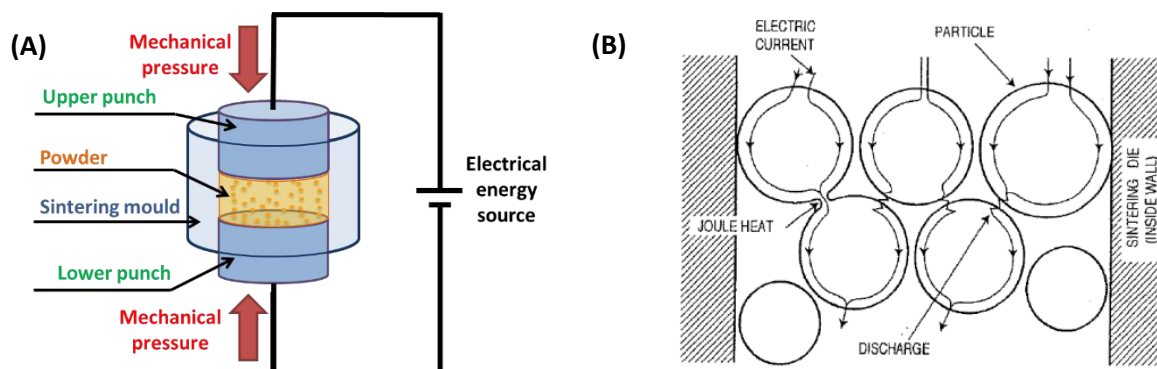 (A)
Mechanical
pressure
Upper punch
Powder
Sintering mould
Lower punch
Mechanical
pressure
Electrical
energy
source
(B)
ELECTRIC
CURRENT
PARTICLE
JOULE HEAT
DISCHARGE
SINTERING DIE
(INSIDE WALL)